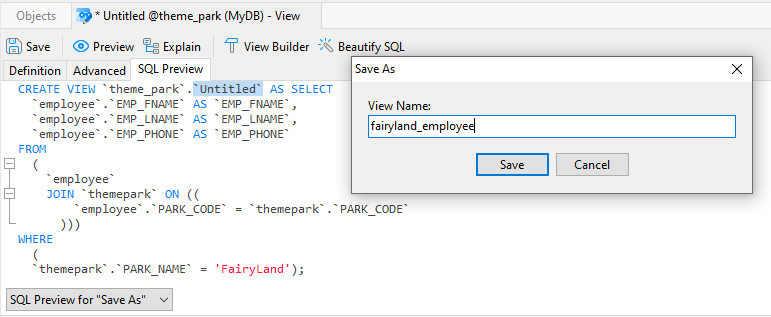 Objects
* Untitled @theme_park (MyDB) - View
Save
Preview
Explain
View Builder
Beautify SQL
Definition
Advanced
SQL Preview
CREATE VIEW `theme_park`.`Untitled` AS SELECT
`employee`.`EMP_FNAME` AS `EMP_FNAME`,
`employee`.`EMP_LNAME` AS `EMP_LNAME`,
`employee`.`EMP_PHONE` AS `EMP_PHONE`
FROM
(
`employee`
JOIN `themepark` ON ((
`employee`.`PARK_CODE` = `themepark`.`PARK_CODE`
)))
WHERE
(
`themepark`.`PARK_NAME` = 'FairyLand');
SQL Preview for "Save As"
Save As
View Name:
fairyland_employee
Save
Cancel